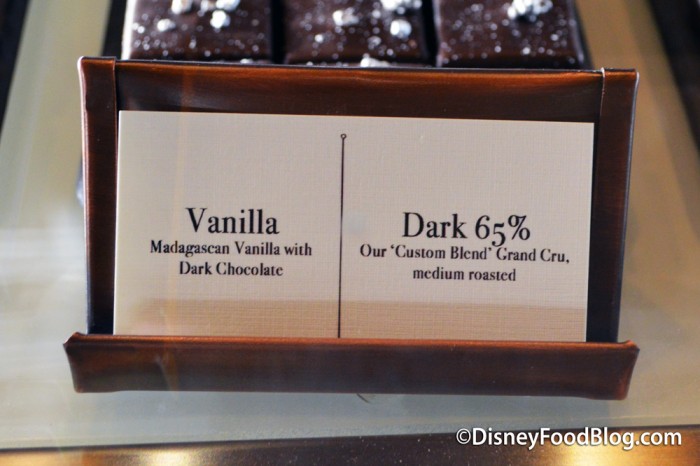 Vanilla
Madagascan Vanilla with
Dark Chocolate
Dark 65%
Our ‘Custom Blend’ Grand Cru,
medium roasted
©DisneyFoodBlog.com